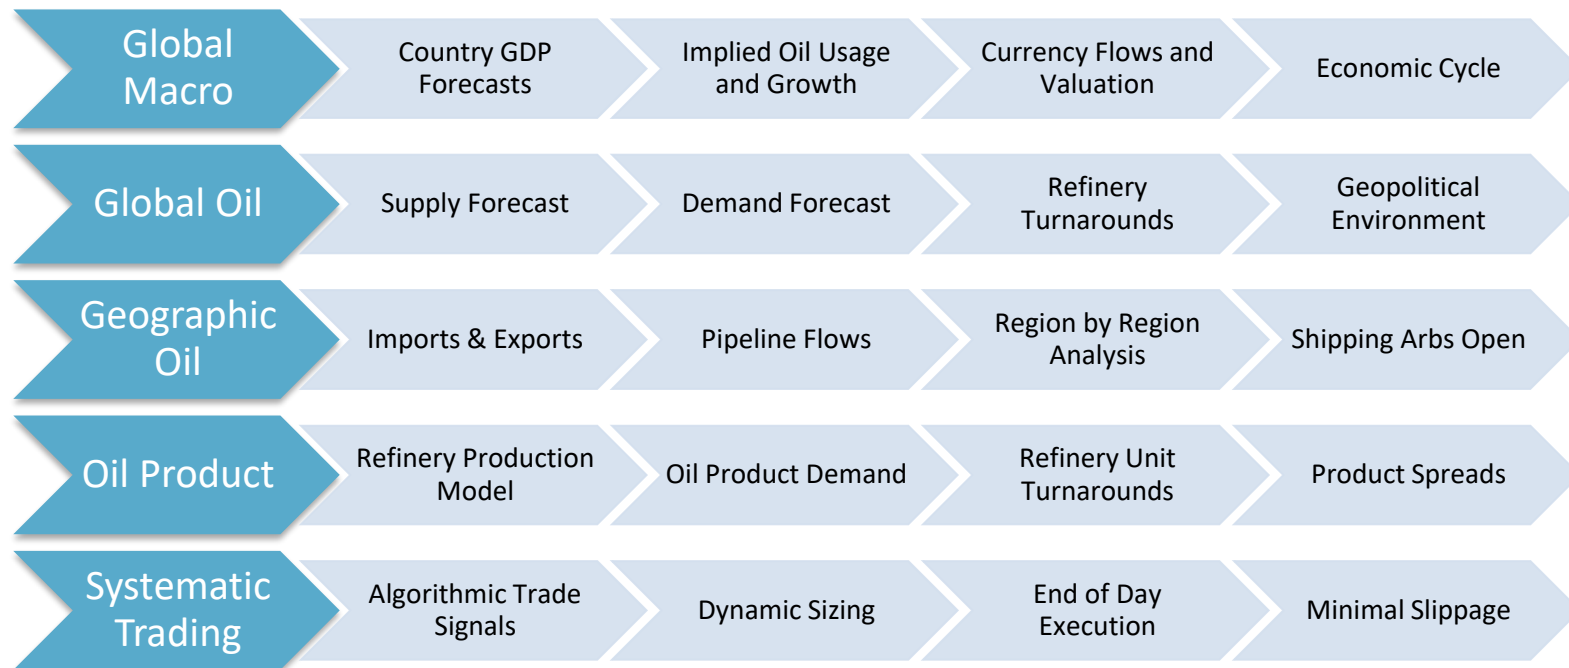 Global
Macro
Country GDP
Forecasts
Implied Oil Usage
and Growth
Currency Flows and
Valuation
Economic Cycle
Global Oil
Supply Forecast
Demand Forecast
Refinery
Turnarounds
Geopolitical
Environment
Geographic
Oil
Imports & Exports
Pipeline Flows
Region by Region
Analysis
Shipping Arbs Open
Oil Product
Refinery Production
Model
Oil Product Demand
Refinery Unit
Turnarounds
Product Spreads
Systematic
Trading
Algorithmic Trade
Signals
Dynamic Sizing
End of Day
Execution
Minimal Slippage